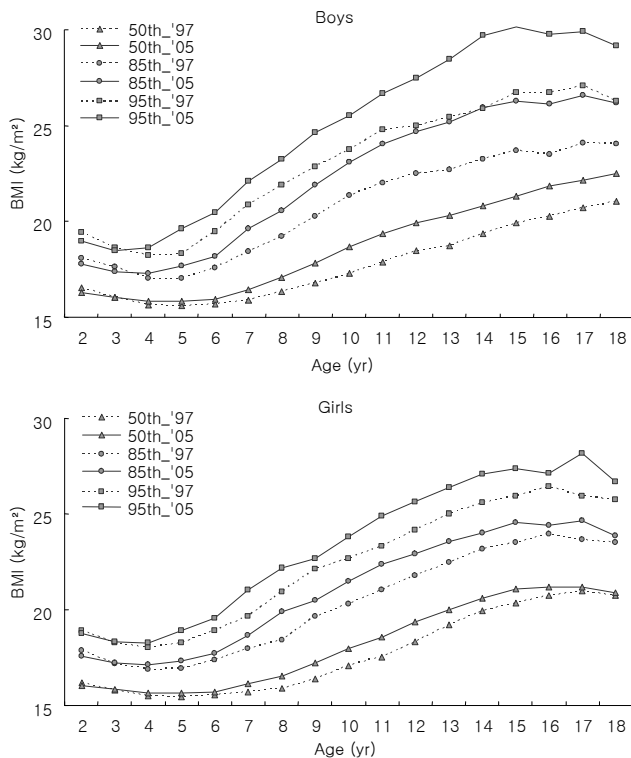 Boys
30
25
20
15
BMI (kg/m²)
50th_'97
50th_'05
85th_'97
85th_'05
95th_'97
95th_'05
2 3 4 5 6 7 8 9 10 11 12 13 14 15 16 17 18
Age (yr)
Girls
30
25
20
15
BMI (kg/m²)
50th_'97
50th_'05
85th_'97
85th_'05
95th_'97
95th_'05
2 3 4 5 6 7 8 9 10 11 12 13 14 15 16 17 18
Age (yr)